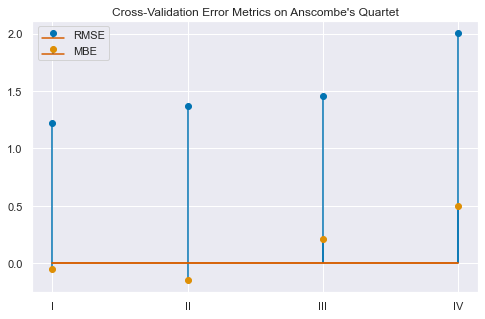 Cross-Validation Error Metrics on Anscombe's Quartet
RMSE
MBE
2.0
1.5
1.0
0.5
0.0
I
II
III
IV